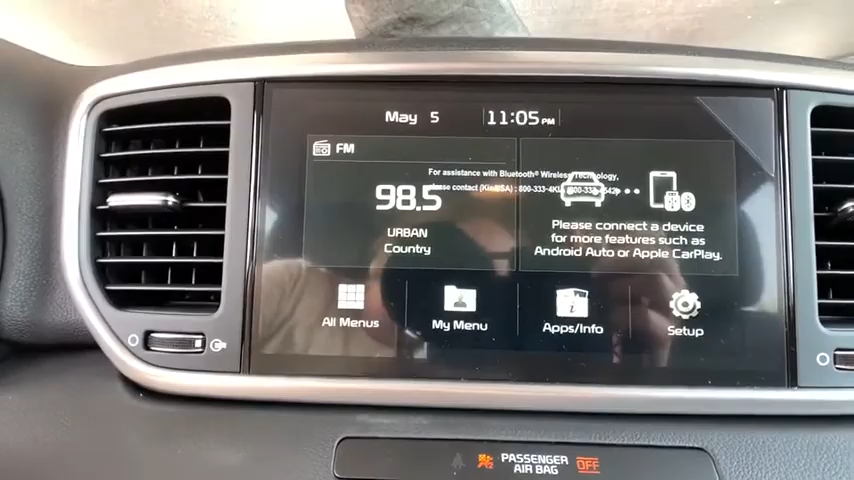 May 5 11:05 PM
FM
For assistance with Bluetooth® Wireless Technology,
please contact (Kia USA) : 800-333-4KIA (800-333-4542)
98.5
URBAN
Country
Please connect a device
for more features such as
Android Auto or Apple CarPlay.
All Menus
My Menu
Apps/Info
Setup
PASSENGER
AIR BAG
OFF